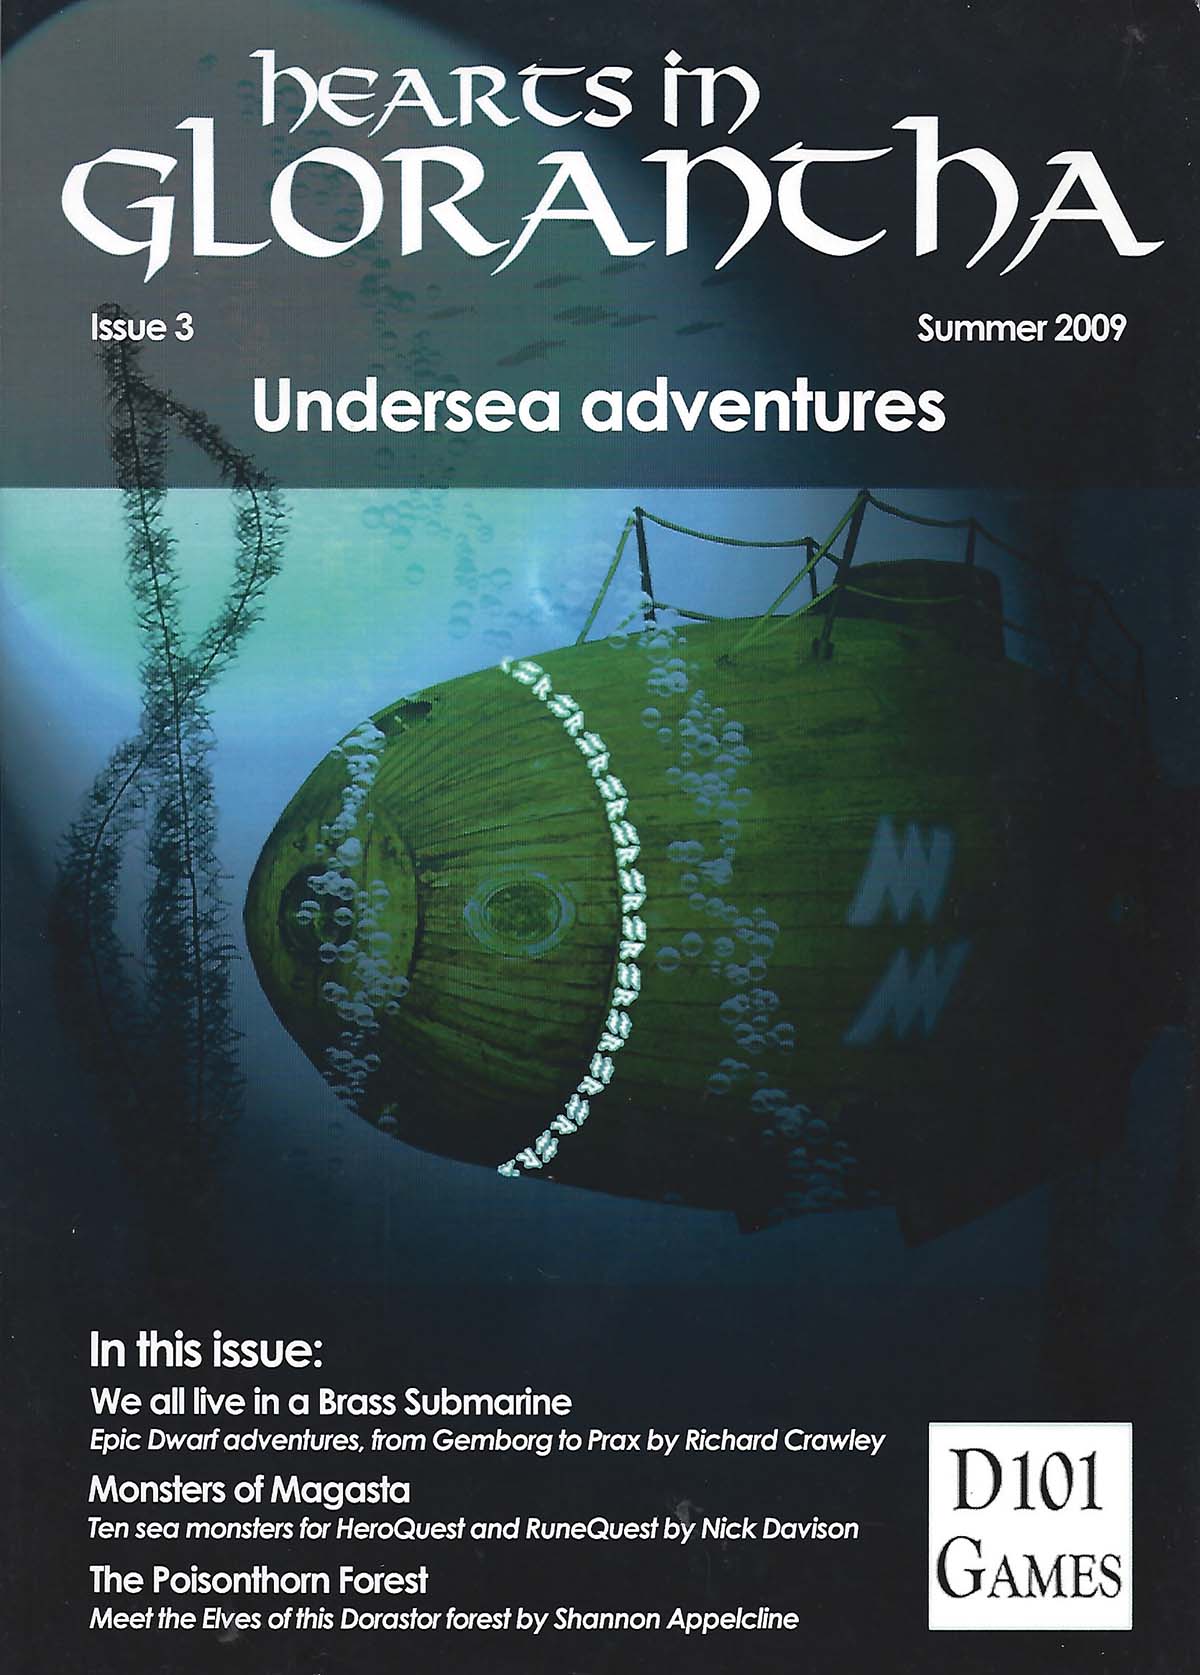 Hearts in
Glorantha
Issue 3
Summer 2009
Undersea adventures
In this issue:
We all live in a Brass Submarine
Epic Dwarf adventures, from Gemborg to Prax by Richard Crawley
Monsters of Magasta
Ten sea monsters for HeroQuest and RuneQuest by Nick Davison
The Poisonthorn Forest
Meet the Elves of this Dorastor forest by Shannon Appelcline
D101
Games